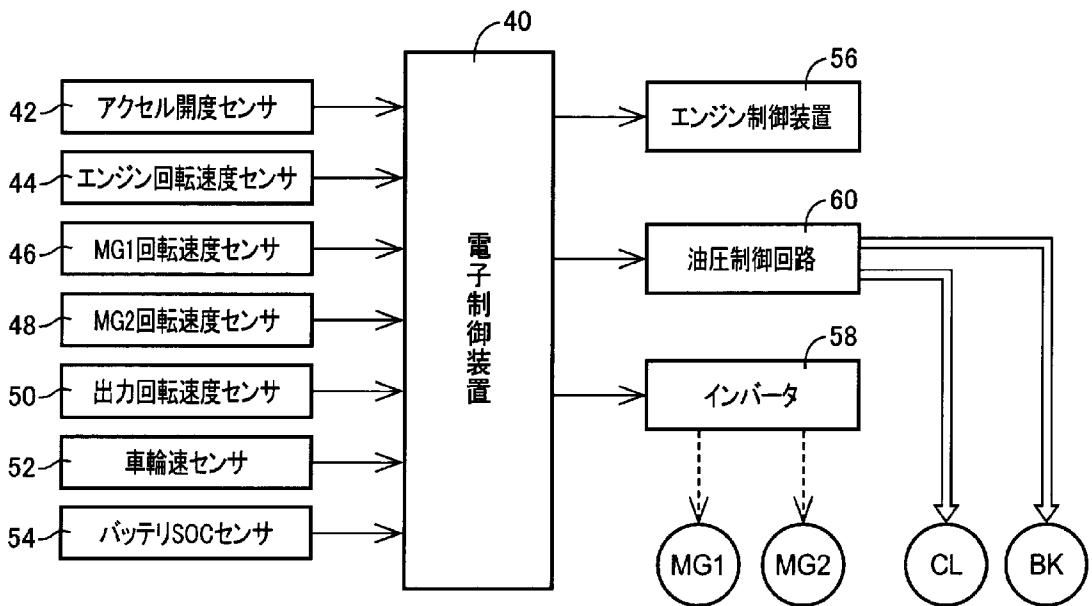 40
42
アクセル開度センサ
44
エンジン回転速度センサ
46
MG1回転速度センサ
48
MG2回転速度センサ
50
出力回転速度センサ
52
車輪速センサ
54
バッテリSOCセンサ
電子制御装置
56
エンジン制御装置
60
油圧制御回路
58
インバータ
MG1
MG2
CL
BK